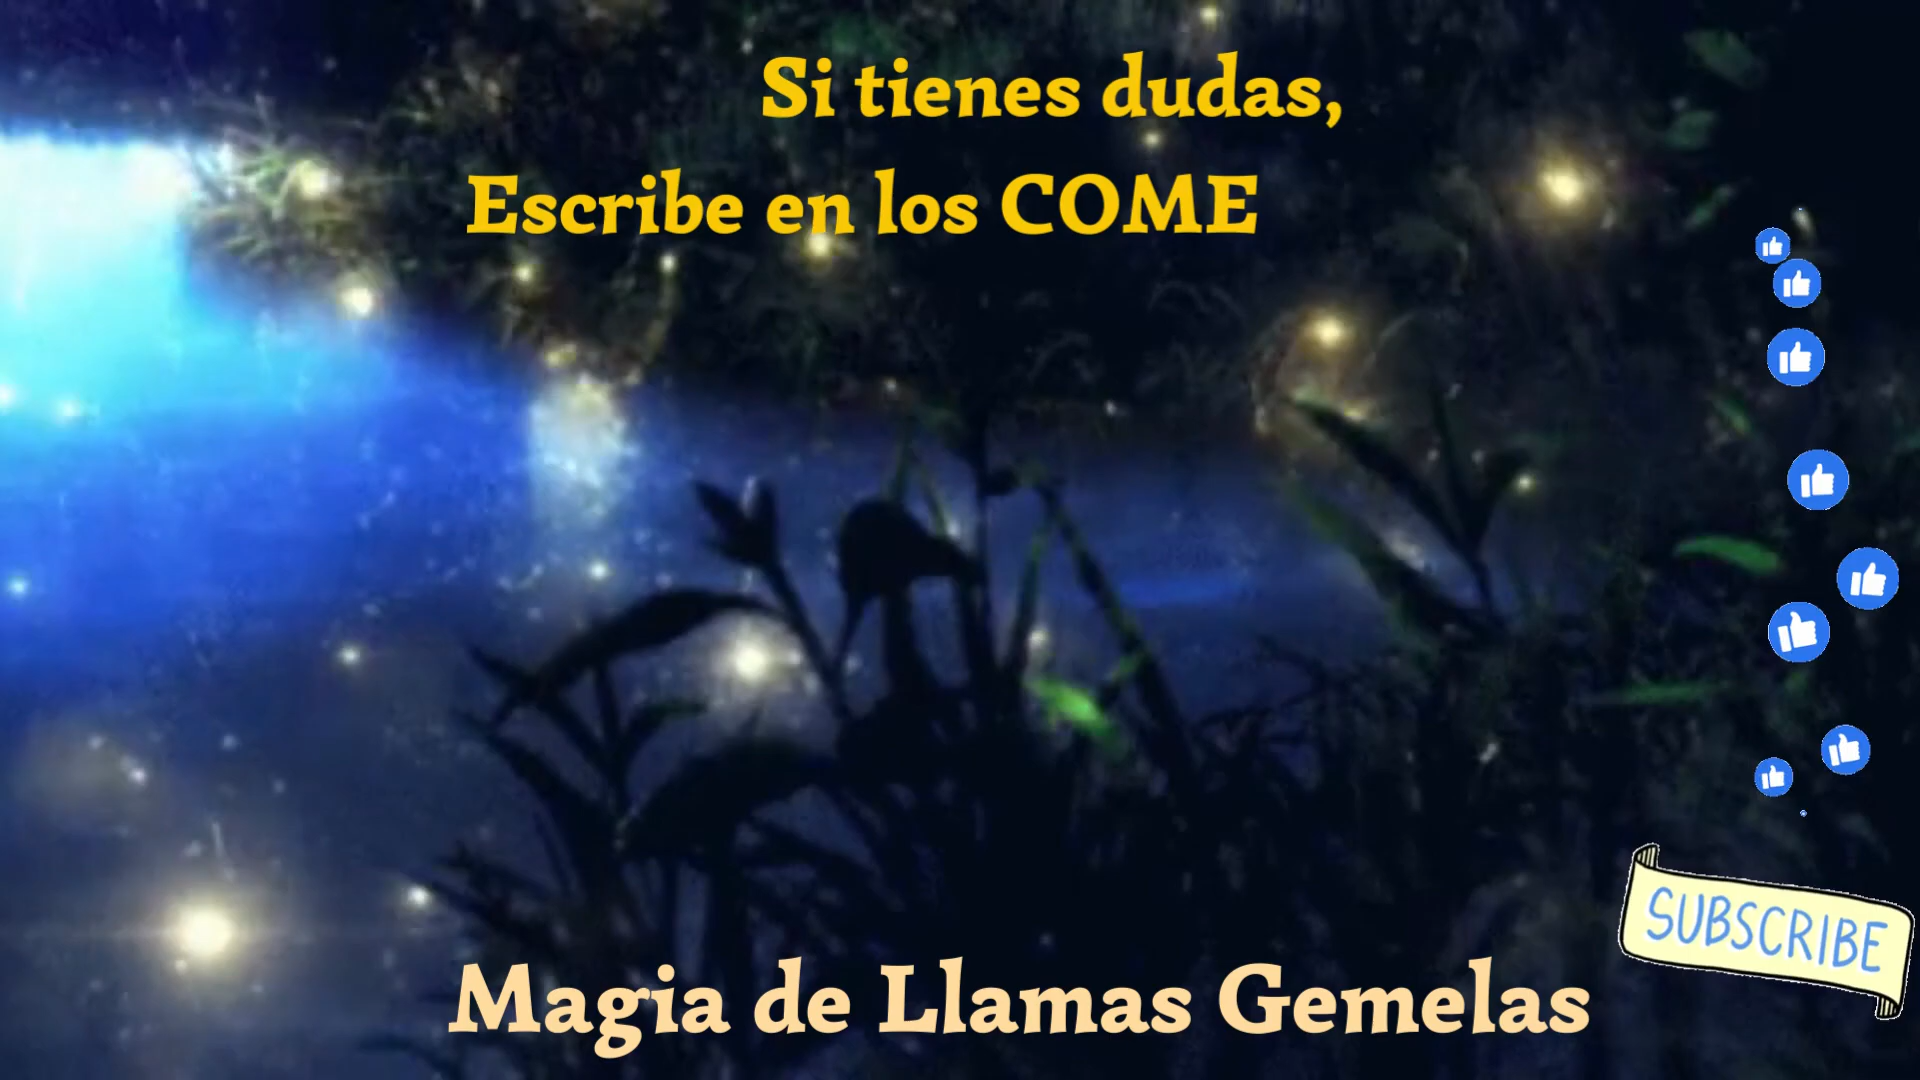 Si tienes dudas,
Escribe en los COME
SUBSCRIBE
Magia de Llamas Gemelas